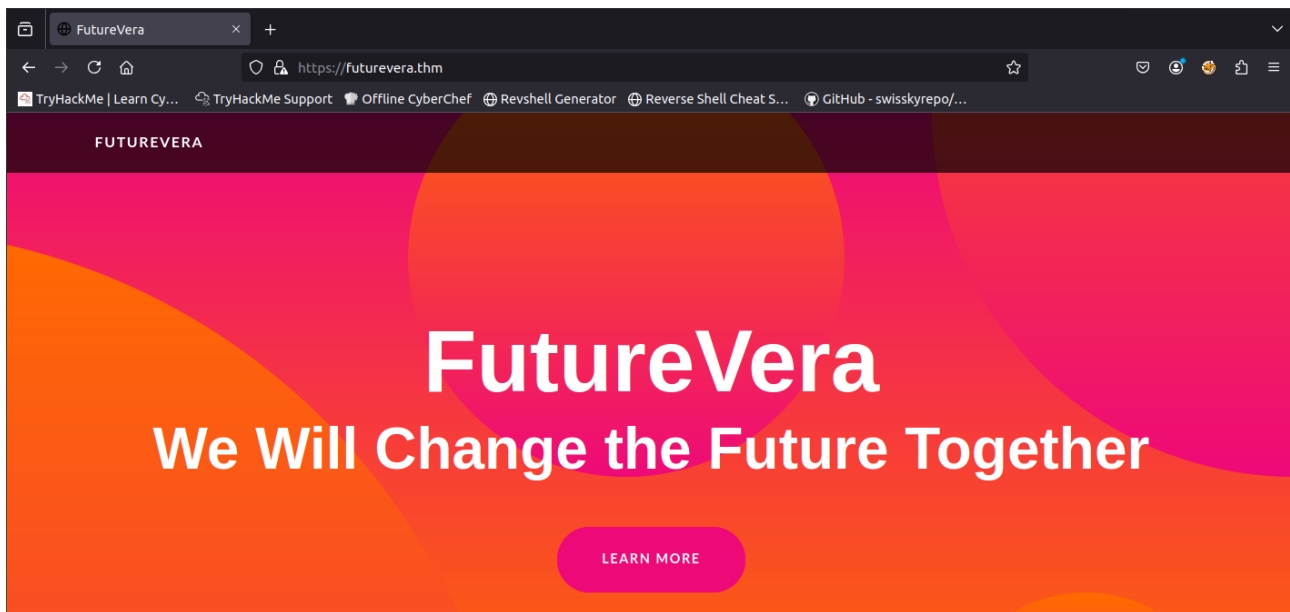 FutureVera
https://futurevera.thm
TryHackMe | Learn Cy... TryHackMe Support Offline CyberChef Revshell Generator Reverse Shell Cheat S... GitHub - swisskyrepo/...
FUTUREVERA
FutureVera
We Will Change the Future Together
LEARN MORE